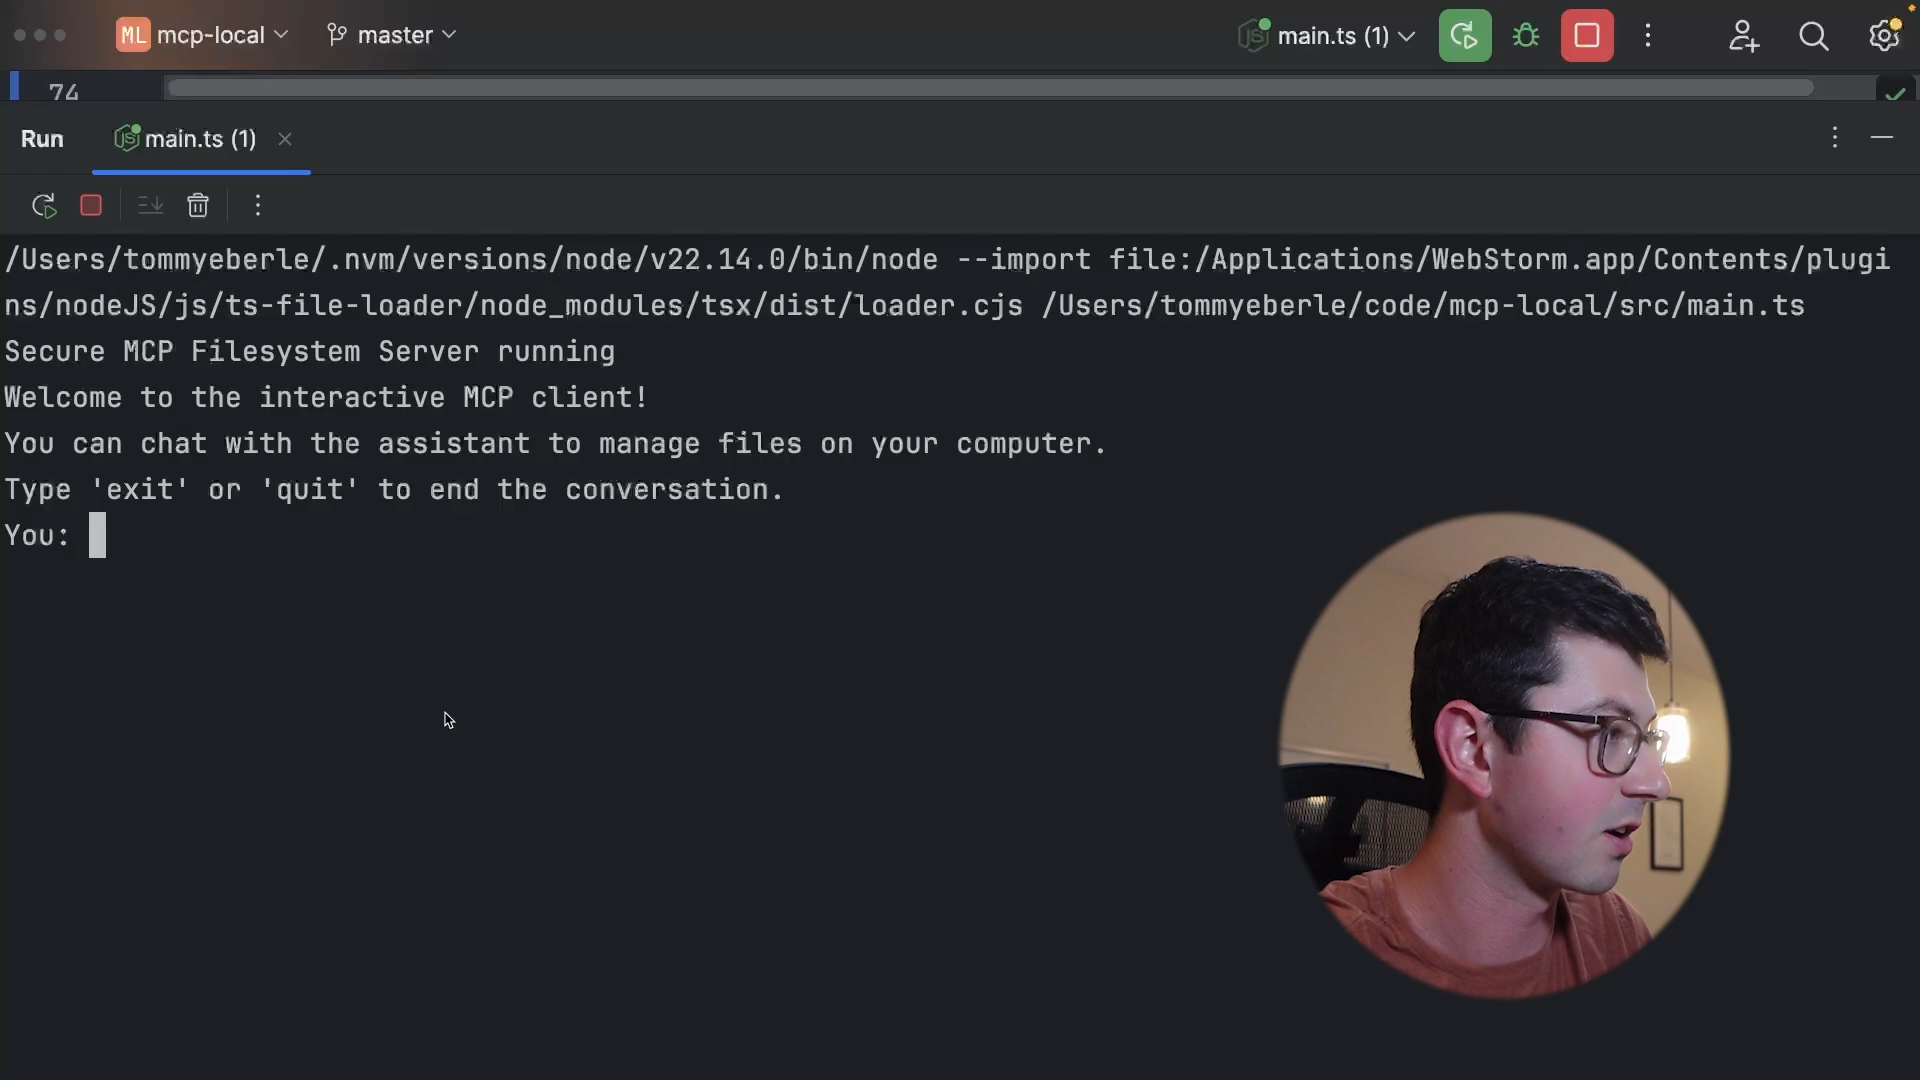 ML mcp-local master main.ts (1)
74
Run main.ts (1)
/Users/tommyeberle/.nvm/versions/node/v22.14.0/bin/node --import file:/Applications/WebStorm.app/Contents/plugi
ns/nodeJS/js/ts-file-loader/node_modules/tsx/dist/loader.cjs /Users/tommyeberle/code/mcp-local/src/main.ts
Secure MCP Filesystem Server running
Welcome to the interactive MCP client!
You can chat with the assistant to manage files on your computer.
Type 'exit' or 'quit' to end the conversation.
You: